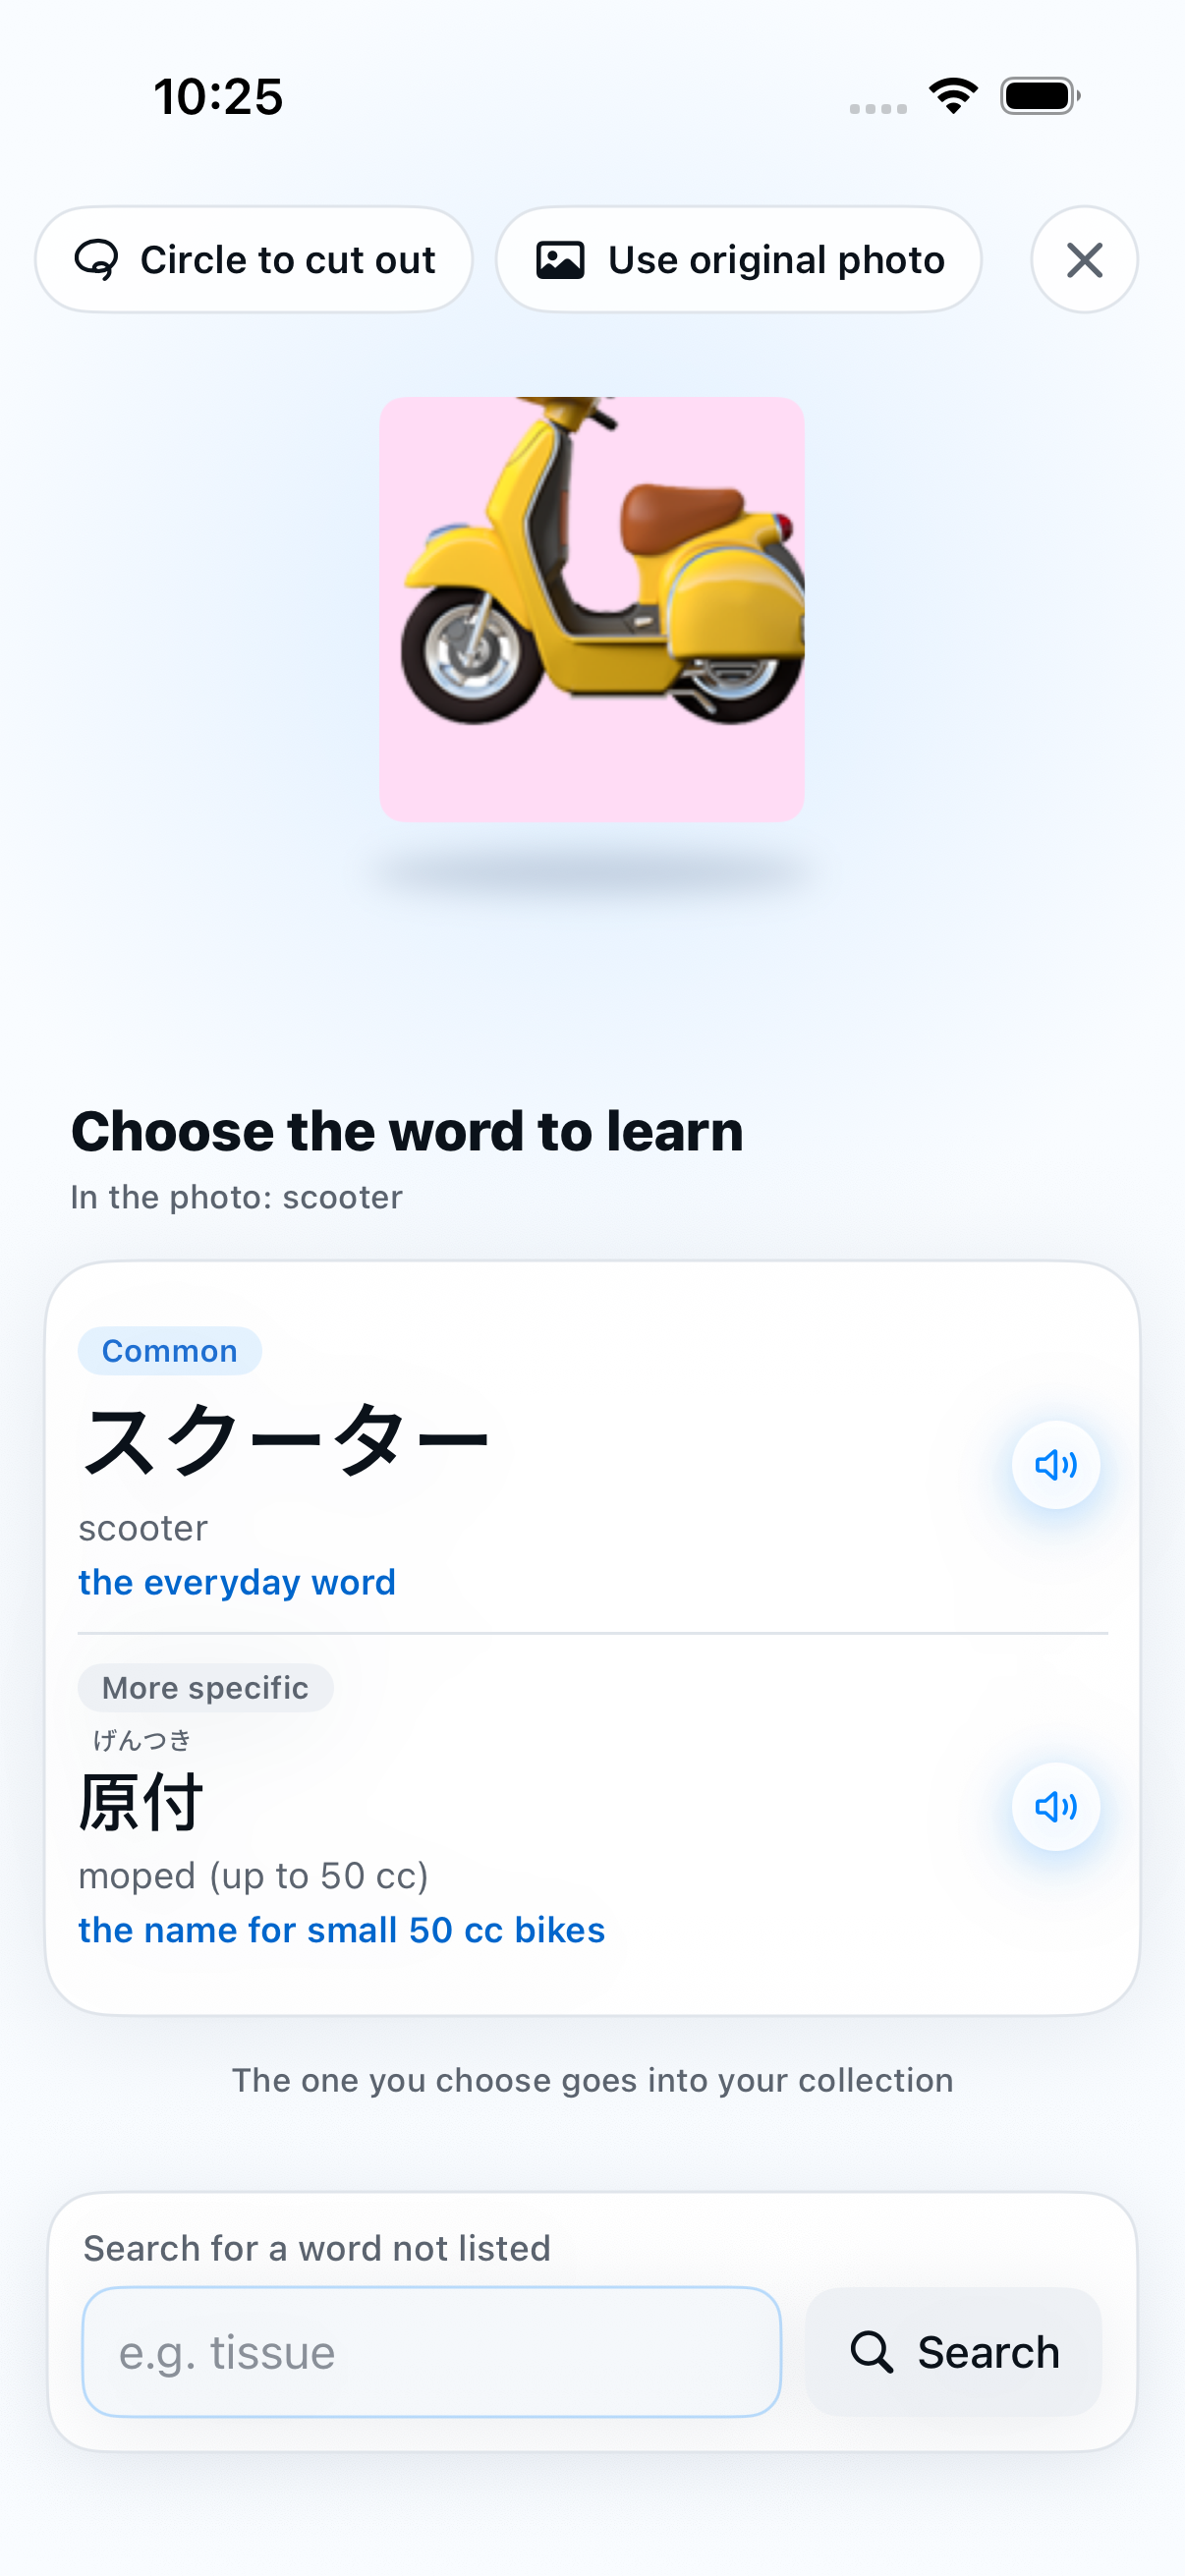 10:25
Circle to cut out
Use original photo
Choose the word to learn
In the photo: scooter
Common
スクーター
scooter
the everyday word
More specific
げんつき
原付
moped (up to 50 cc)
the name for small 50 cc bikes
The one you choose goes into your collection
Search for a word not listed
e.g. tissue
Search